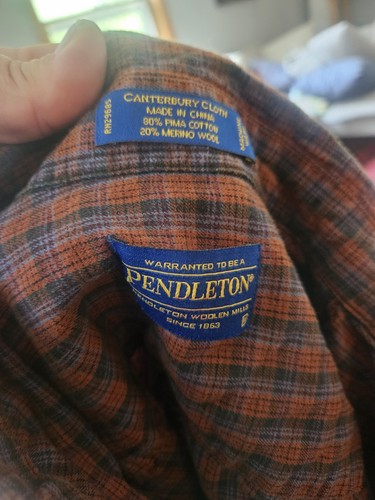 CANTERBURY CLOTH
MADE IN CHINA
80% PIMA COTTON
20% MERINO WOOL
RN29685
WARRANTED TO BE A
PENDLETON®
PENDLETON WOOLEN MILLS
SINCE 1863